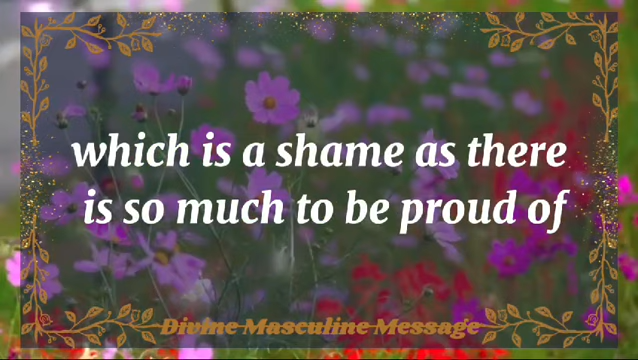 which is a shame as there
is so much to be proud of
Divine Masculine Message